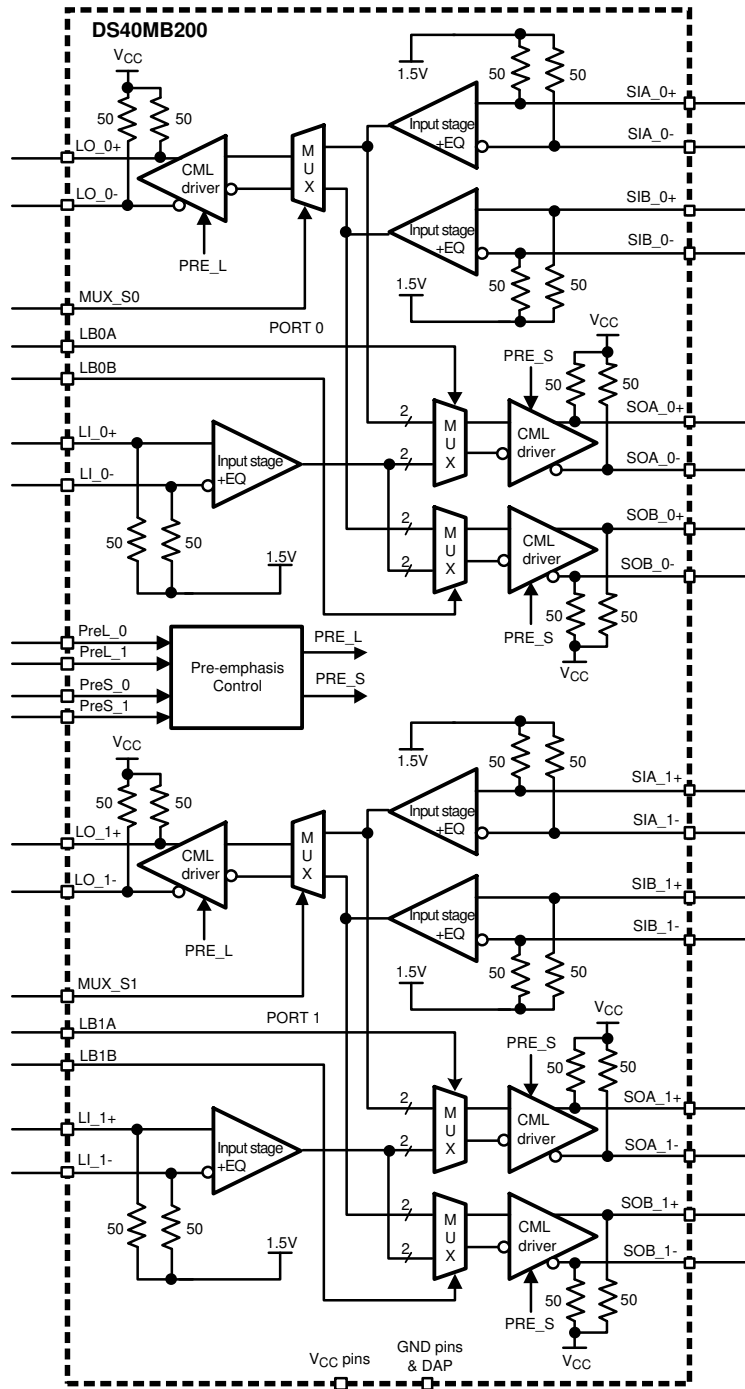 DS40MB200
VCC
50
50
LO_0+
LO_0-
CML
driver
PRE_L
M
U
X
1.5V
50
50
Input stage
+EQ
SIA_0+
SIA_0-
Input stage
+EQ
SIB_0+
SIB_0-
50
50
1.5V
MUX_S0
PORT 0
LB0A
LB0B
VCC
PRE_S
50
50
LI_0+
LI_0-
Input stage
+EQ
50
50
1.5V
2
2
M
U
X
CML
driver
SOA_0+
SOA_0-
2
2
M
U
X
CML
driver
SOB_0+
SOB_0-
50
50
PRE_S
VCC
PreL_0
PreL_1
PreS_0
PreS_1
Pre-emphasis
Control
PRE_L
PRE_S
VCC
50
50
LO_1+
LO_1-
CML
driver
PRE_L
M
U
X
1.5V
50
50
Input stage
+EQ
SIA_1+
SIA_1-
Input stage
+EQ
SIB_1+
SIB_1-
50
50
1.5V
MUX_S1
PORT 1
LB1A
LB1B
VCC
PRE_S
50
50
LI_1+
LI_1-
Input stage
+EQ
50
50
1.5V
2
2
M
U
X
CML
driver
SOA_1+
SOA_1-
2
2
M
U
X
CML
driver
SOB_1+
SOB_1-
50
50
PRE_S
VCC
VCC pins
GND pins
& DAP